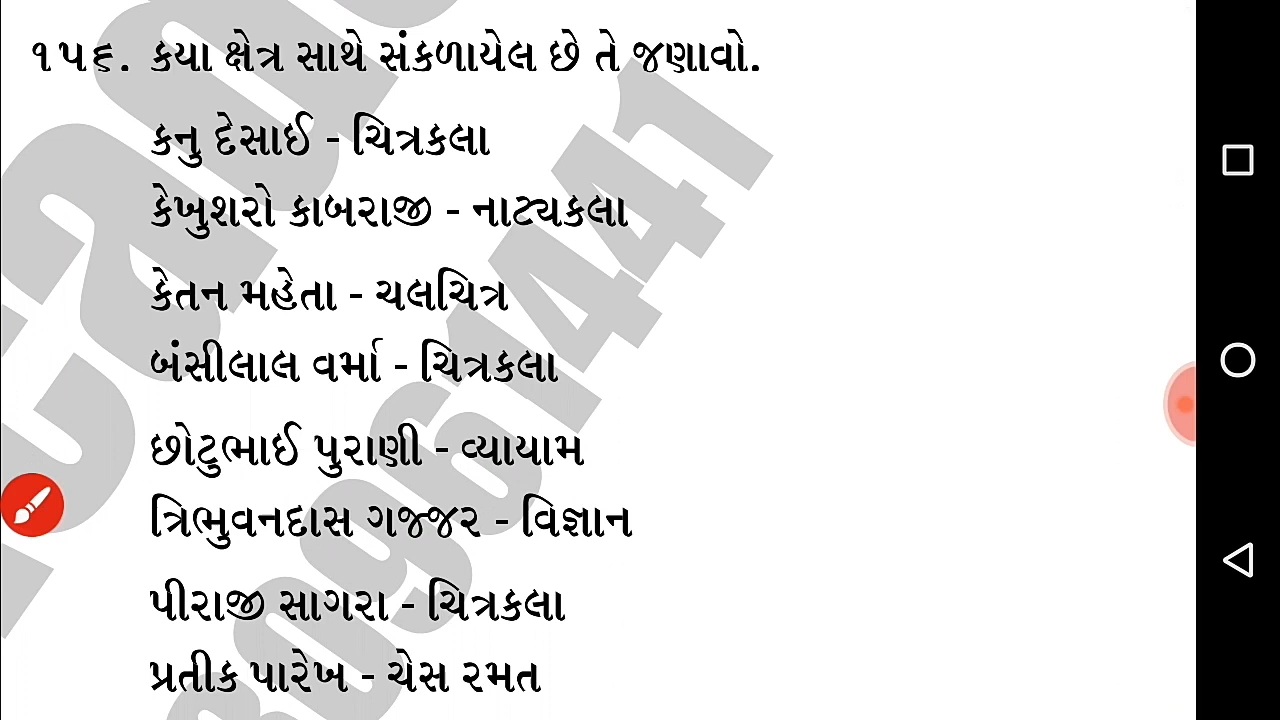 ૧૫૬. કયા ક્ષેત્ર સાથે સંકળાયેલ છે તે જણાવો.
કનુ દેસાઈ - ચિત્રકલા
કેખુશરો કાબરાજી - નાટ્યકલા
કેતન મહેતા - ચલચિત્ર
બંસીલાલ વર્મા - ચિત્રકલા
છોટુભાઈ પુરાણી - વ્યાયામ
ત્રિભુવનદાસ ગજ્જર - વિજ્ઞાન
પીરાજી સાગરા - ચિત્રકલા
પ્રતીક પારેખ - ચેસ રમત